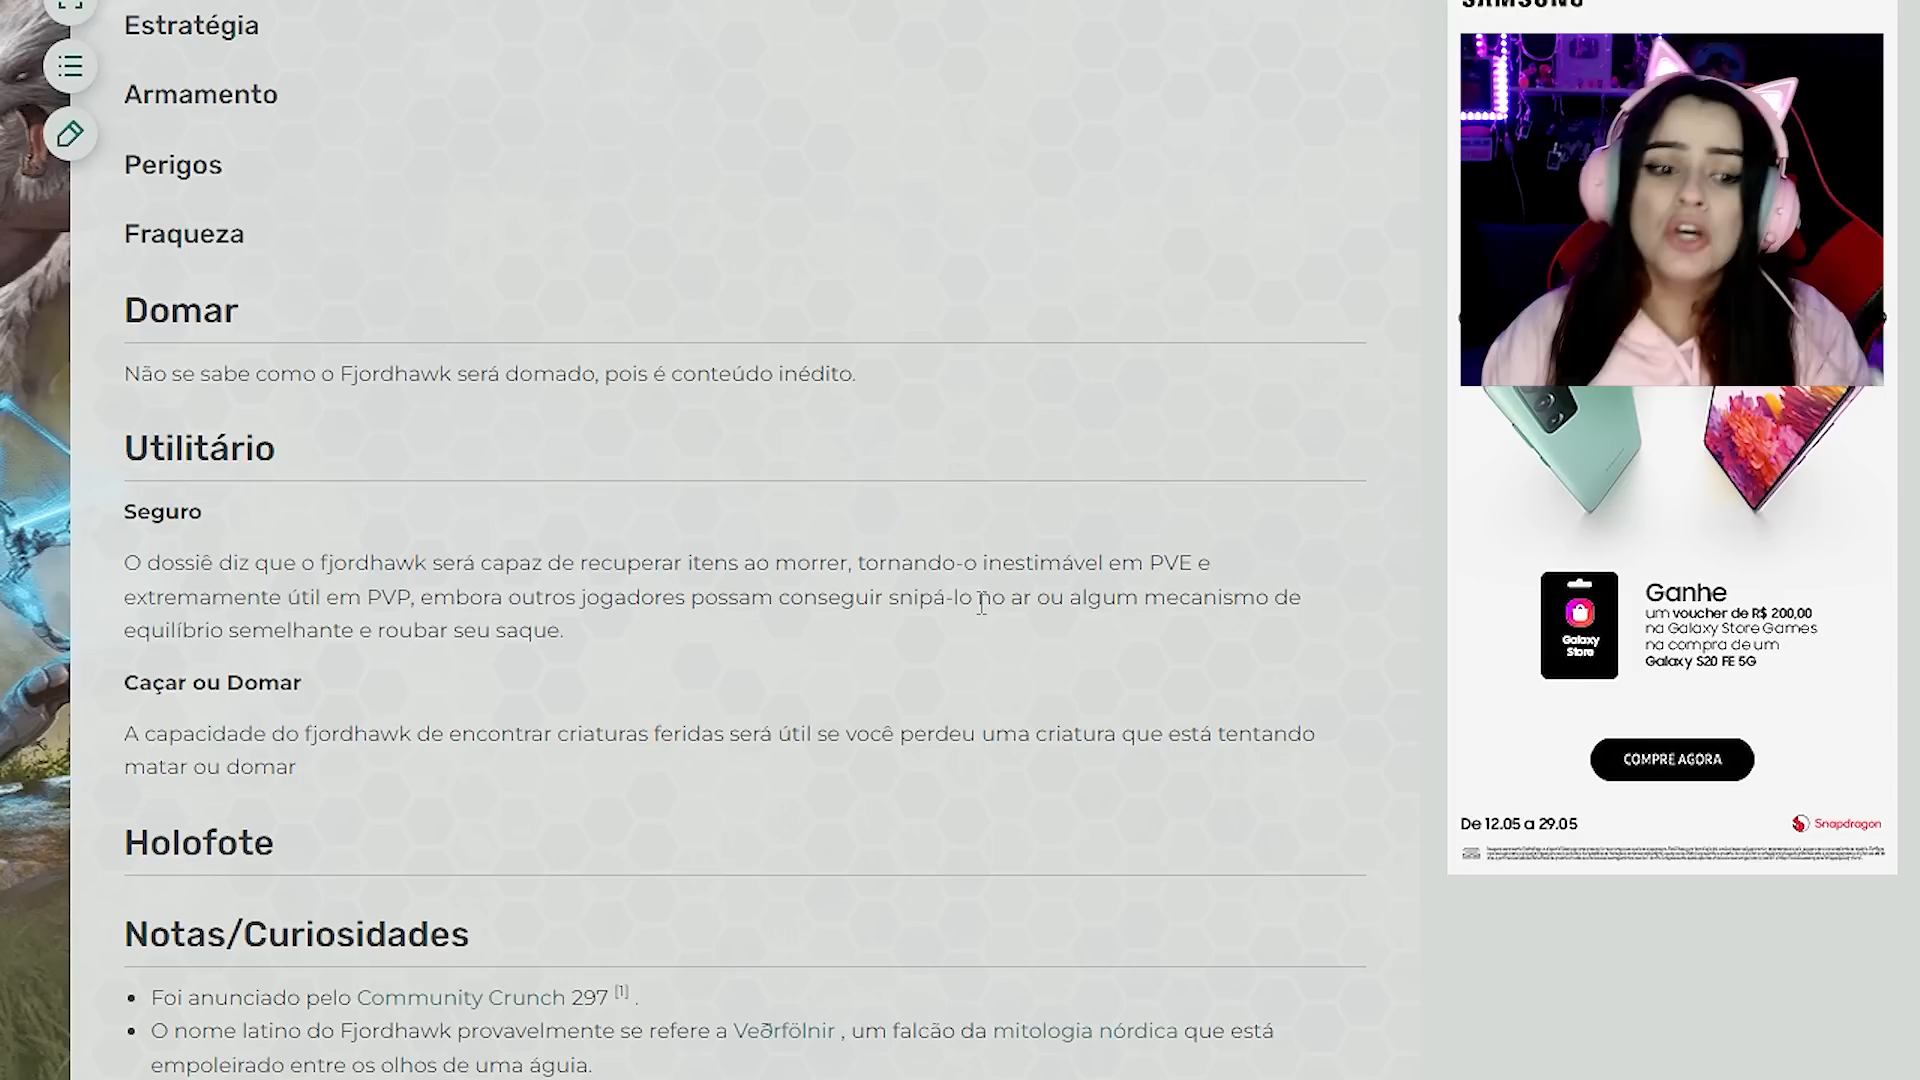 Estratégia
Armamento
Perigos
Fraqueza
Domar
Não se sabe como o Fjordhawk será domado, pois é conteúdo inédito.
Utilitário
Seguro
O dossiê diz que o fjordhawk será capaz de recuperar itens ao morrer, tornando-o inestimável em PVE e
extremamente útil em PVP, embora outros jogadores possam conseguir snipá-lo no ar ou algum mecanismo de
equilíbrio semelhante e roubar seu saque.
Caçar ou Domar
A capacidade do fjordhawk de encontrar criaturas feridas será útil se você perdeu uma criatura que está tentando
matar ou domar
Holofote
Notas/Curiosidades
Foi anunciado pelo Community Crunch 297 [1] .
O nome latino do Fjordhawk provavelmente se refere a Veðrfölnir , um falcão da mitologia nórdica que está
empoleirado entre os olhos de uma águia.
SAMSUNG
Galaxy
Store
Ganhe
um voucher de R$ 200,00
na Galaxy Store Games
na compra de um
Galaxy S20 FE 5G
COMPRE AGORA
De 12.05 a 29.05
Snapdragon